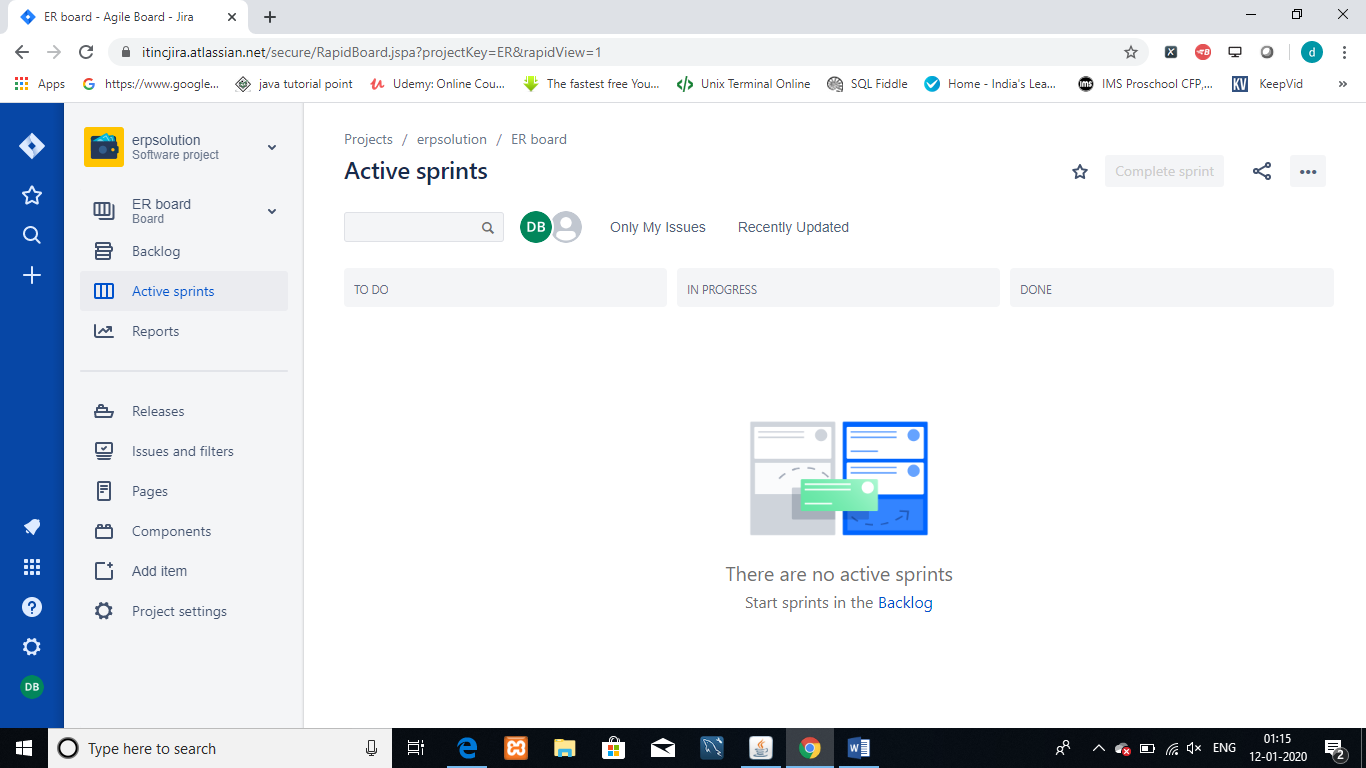 ER board - Agile Board - Jira
itincjira.atlassian.net/secure/RapidBoard.jspa?projectKey=ER&rapidView=1
d
Apps
https://www.google...
java tutorial point
Udemy: Online Cou...
The fastest free You...
Unix Terminal Online
SQL Fiddle
Home - India's Lea...
ims
IMS Proschool CFP,...
KV
KeepVid
erpsolution
Software project
ER board
Board
Backlog
Active sprints
Reports
Releases
Issues and filters
Pages
Components
Add item
Project settings
DB
Projects / erpsolution / ER board
Active sprints
Complete sprint
DB
Only My Issues
Recently Updated
TO DO
IN PROGRESS
DONE
There are no active sprints
Start sprints in the Backlog
Type here to search
ENG
01:15
12-01-2020
2